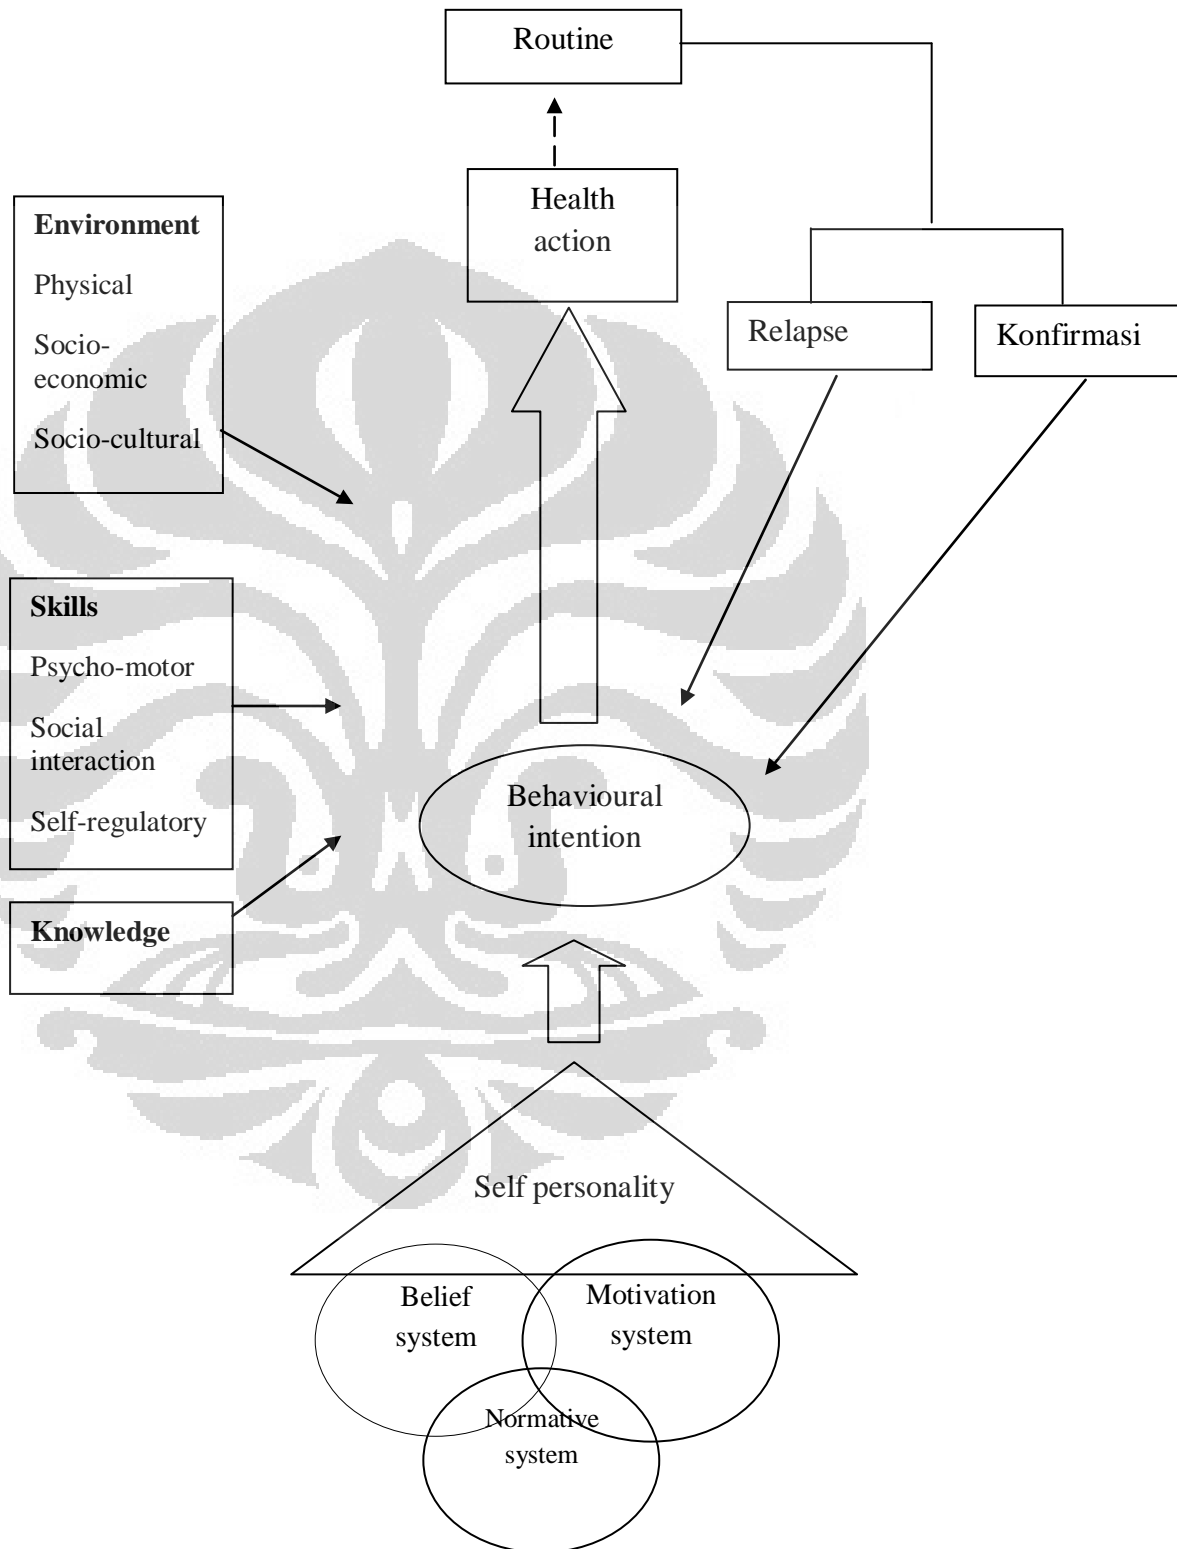 Routine
Health
action
Environment
Physical
Socio-
economic
Socio-cultural
Relapse
Konfirmasi
Skills
Psycho-motor
Social
interaction
Self-regulatory
Behavioural
intention
Knowledge
Self personality
Belief
system
Motivation
system
Normative
system